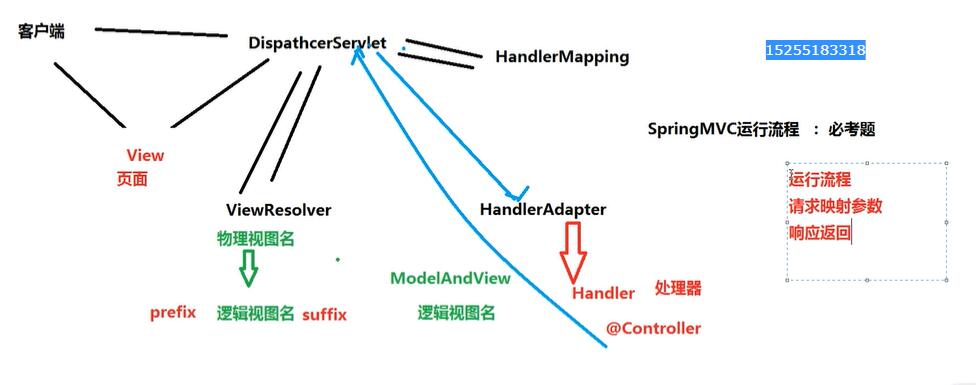 客户端
DispathcerServlet
HandlerMapping
15255183318
SpringMVC运行流程 ：必考题
View
页面
运行流程
请求映射参数
响应返回
ViewResolver
HandlerAdapter
物理视图名
ModelAndView
Handler 处理器
prefix 逻辑视图名 suffix
逻辑视图名
@Controller